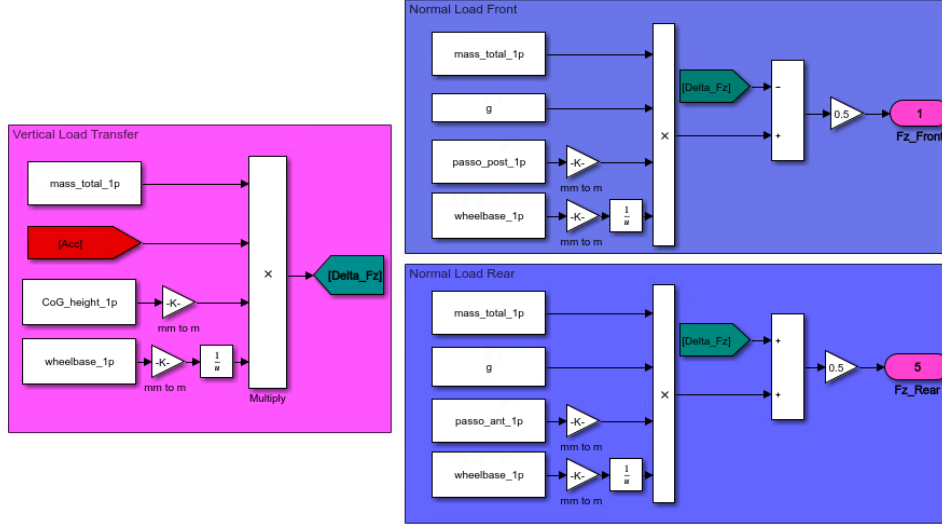 Vertical Load Transfer
mass_total_1p
[Acc]
CoG_height_1p
-K-
mm to m
wheelbase_1p
-K-
mm to m
1
u
×
Multiply
[Delta_Fz]
Normal Load Front
mass_total_1p
g
passo_post_1p
-K-
mm to m
wheelbase_1p
-K-
mm to m
1
u
×
[Delta_Fz]
−
+
0.5
1
Fz_Front
Normal Load Rear
mass_total_1p
g
passo_ant_1p
-K-
mm to m
wheelbase_1p
-K-
mm to m
1
u
×
[Delta_Fz]
+
+
0.5
5
Fz_Rear